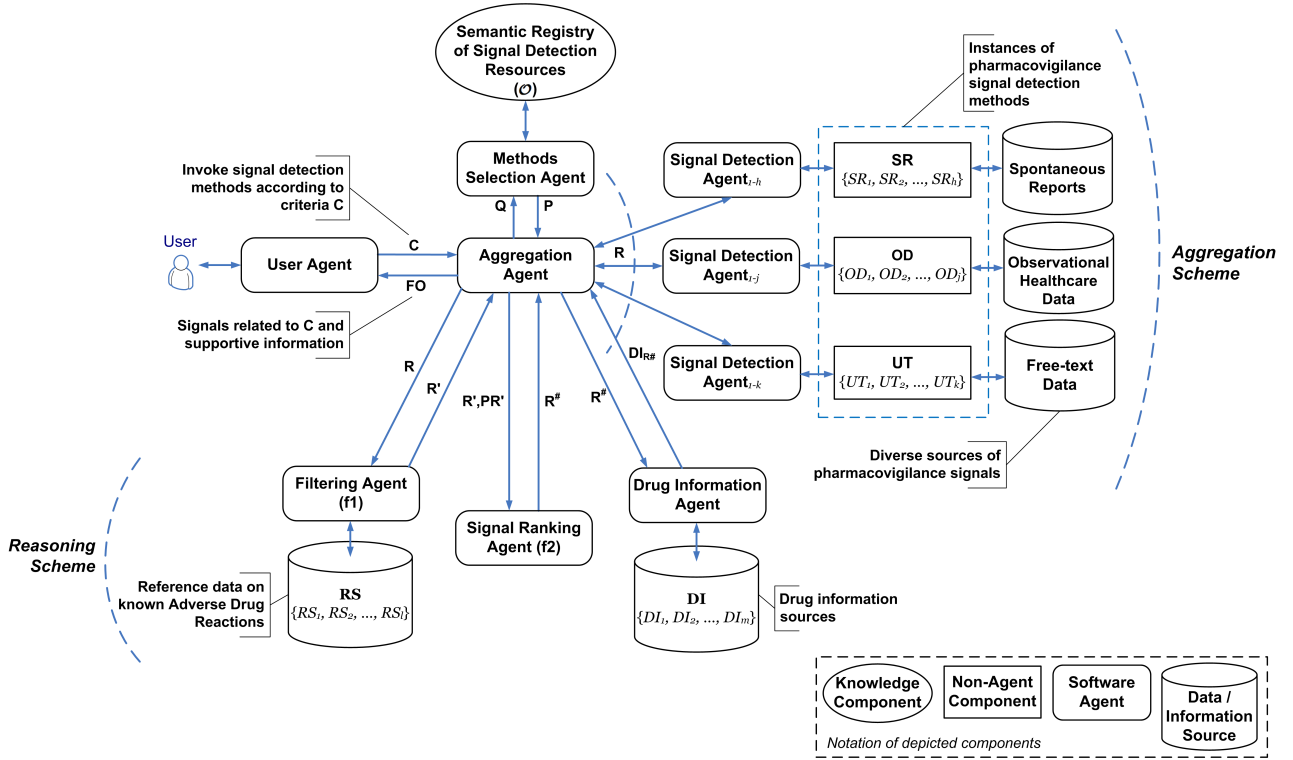 Semantic Registry
of Signal Detection
Resources
(𝒪)
Instances of
pharmacovigilance
signal detection
methods
Invoke signal detection
methods according to
criteria C
Methods
Selection Agent
Q
P
Signal Detection
Agent₁₋ₕ
SR
{SR₁, SR₂, ..., SRₕ}
Spontaneous
Reports
User
User Agent
C
FO
Aggregation
Agent
R
Signal Detection
Agent₁₋ⱼ
OD
{OD₁, OD₂, ..., ODⱼ}
Observational
Healthcare
Data
Aggregation
Scheme
Signals related to C and
supportive information
Signal Detection
Agent₁₋ₖ
UT
{UT₁, UT₂, ..., UTₖ}
Free-text
Data
R
R'
R',PR'
R#
R#
DI R#
Diverse sources of
pharmacovigilance signals
Filtering Agent
(f1)
Signal Ranking
Agent (f2)
Drug Information
Agent
Reasoning
Scheme
Reference data on
known Adverse Drug
Reactions
RS
{RS₁, RS₂, ..., RSₗ}
DI
{DI₁, DI₂, ..., DIₘ}
Drug information
sources
Knowledge
Component
Non-Agent
Component
Software
Agent
Data /
Information
Source
Notation of depicted components